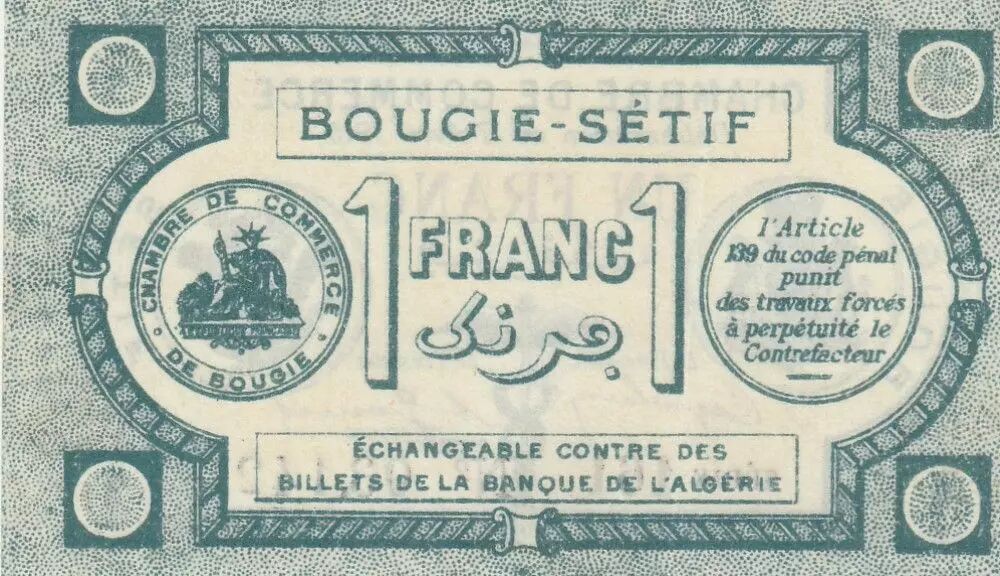 BOUGIE-SÉTIF
CHAMBRE DE COMMERCE
DE BOUGIE
1 FRANC 1
ڢرنك
l'Article
139 du code pénal
punit
des travaux forcés
à perpétuité le
Contrefacteur
ÉCHANGEABLE CONTRE DES
BILLETS DE LA BANQUE DE L'ALGÉRIE